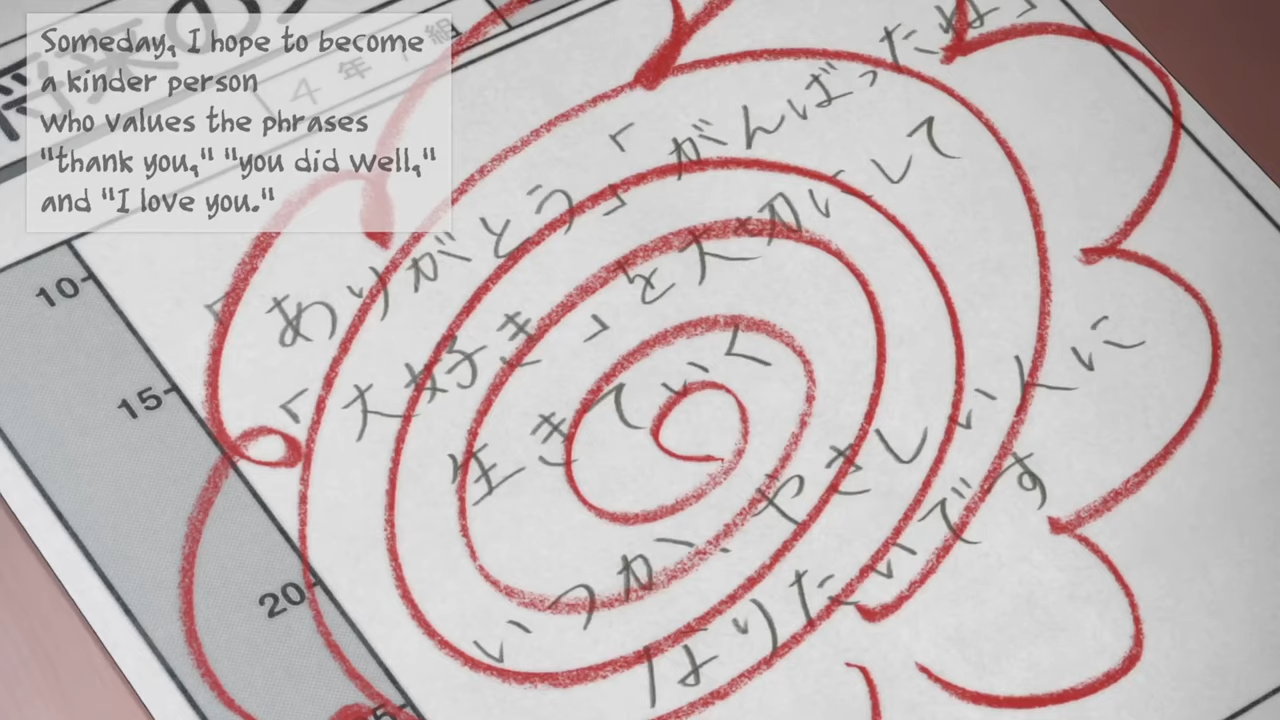 Someday, I hope to become
a kinder person
who values the phrases
"thank you," "you did well,"
and "I love you."
4年 組
「ありがとう」「がんばったね」
「大好き」を大切にして
生きていく
いつか、やさしい人に
なりたいです
10
15
20
25